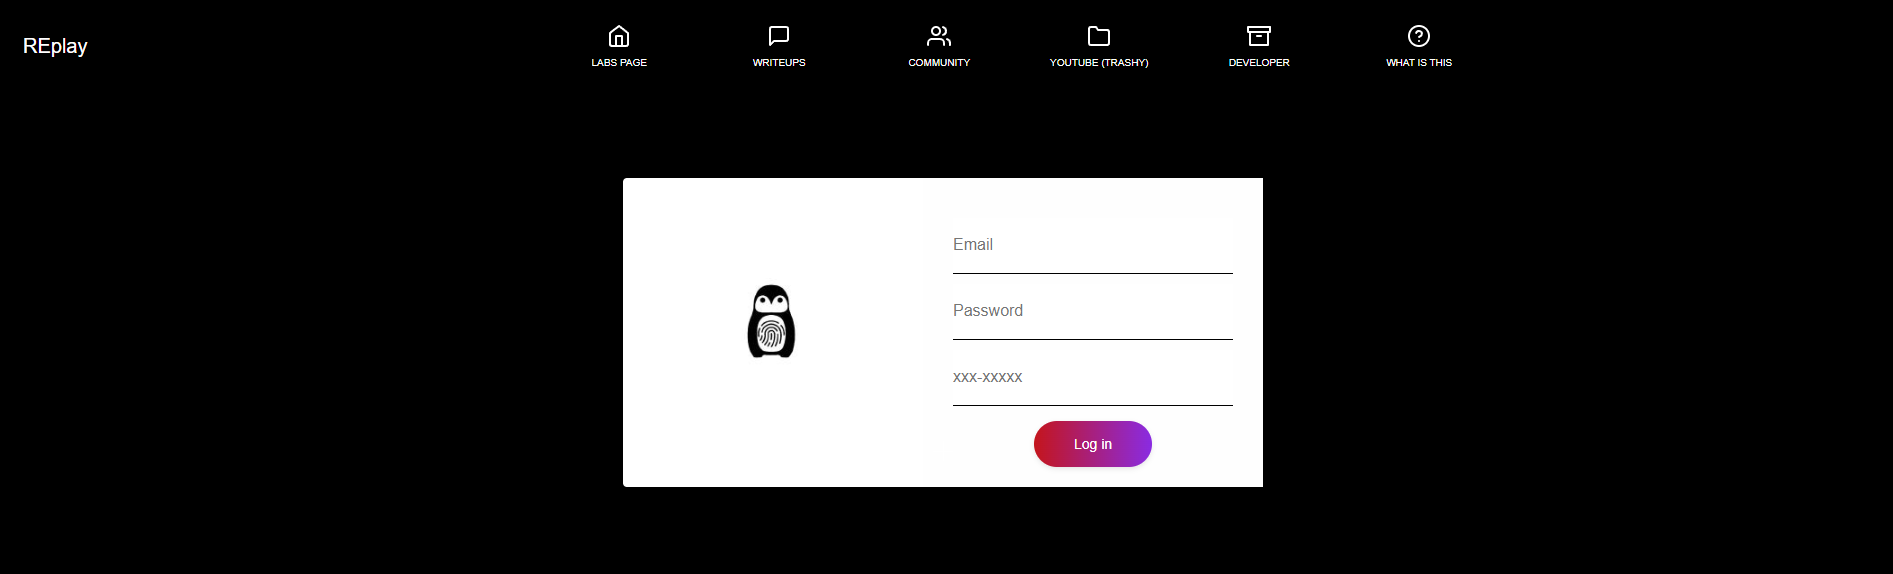 REplay
LABS PAGE
WRITEUPS
COMMUNITY
YOUTUBE (TRASHY)
DEVELOPER
WHAT IS THIS
Email
Password
xxx-xxxxx
Log in